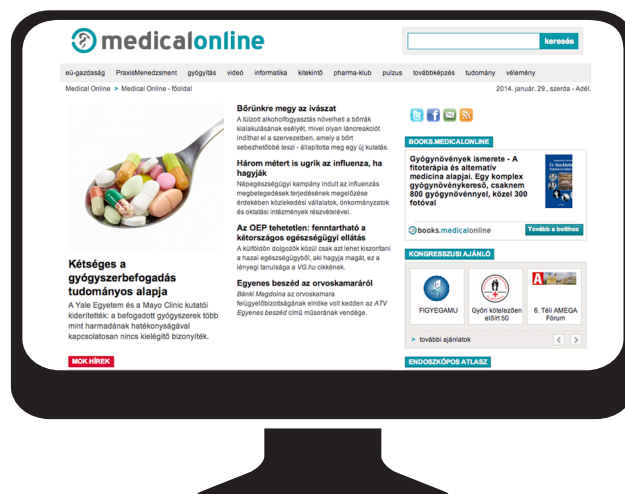 medicalonline
keresés
eü-gazdaság PraxisMenedzsment gyógyítás videó informatika kitekintő pharma-klub pulzus továbbképzés tudomány vélemény
Medical Online > Medical Online - főoldal
2014. január. 29., szerda - Adél.
Kétséges a
gyógyszerbefogadás
tudományos alapja
A Yale Egyetem és a Mayo Clinic kutatói
kiderítették: a befogadott gyógyszerek több
mint harmadának hatékonyságával
kapcsolatosan nincs kielégítő bizonyíték.
MOK HÍREK
Bőrünkre megy az ivászat
A túlzott alkoholfogyasztás növelheti a bőrrák
kialakulásának esélyét, mivel olyan láncreakciót
indíthat el a szervezetben, amely a bőrt
sebezhetőbbé teszi - állapította meg egy új kutatás.
Három métert is ugrik az influenza, ha
hagyják
Népegészségügyi kampány indult az influenzás
megbetegedések terjedésének megelőzése
érdekében közlekedési vállalatok, önkormányzatok
és oktatási intézmények részvételével.
Az OEP tehetetlen: fenntartható a
kétországos egészségügyi ellátás
A külföldön dolgozók közül csak azt lehet kiszorítani
a hazai egészségügyből, aki hagyja magát, ez a
lényegi tanulsága a VG.hu cikkének.
Egyenes beszéd az orvoskamaráról
Bánki Magdolna az orvoskamara
felügyelőbizottságának elnöke volt kedden az ATV
Egyenes beszéd című műsorának vendége.
BOOKS.MEDICALONLINE
Gyógynövények ismerete - A
fitoterápia és alternatív
medicina alapjai. Egy komplex
gyógynövénykereső, csaknem
800 gyógynövénnyel, közel 300
fotóval
books.medicalonline
Tovább a bolthoz
KONGRESSZUSI AJÁNLÓ
FIGYEGAMU
Győri kötelezően
előírt 50
6. Téli AMEGA
Fórum
> további ajánlatok
ENDOSZKÓPOS ATLASZ